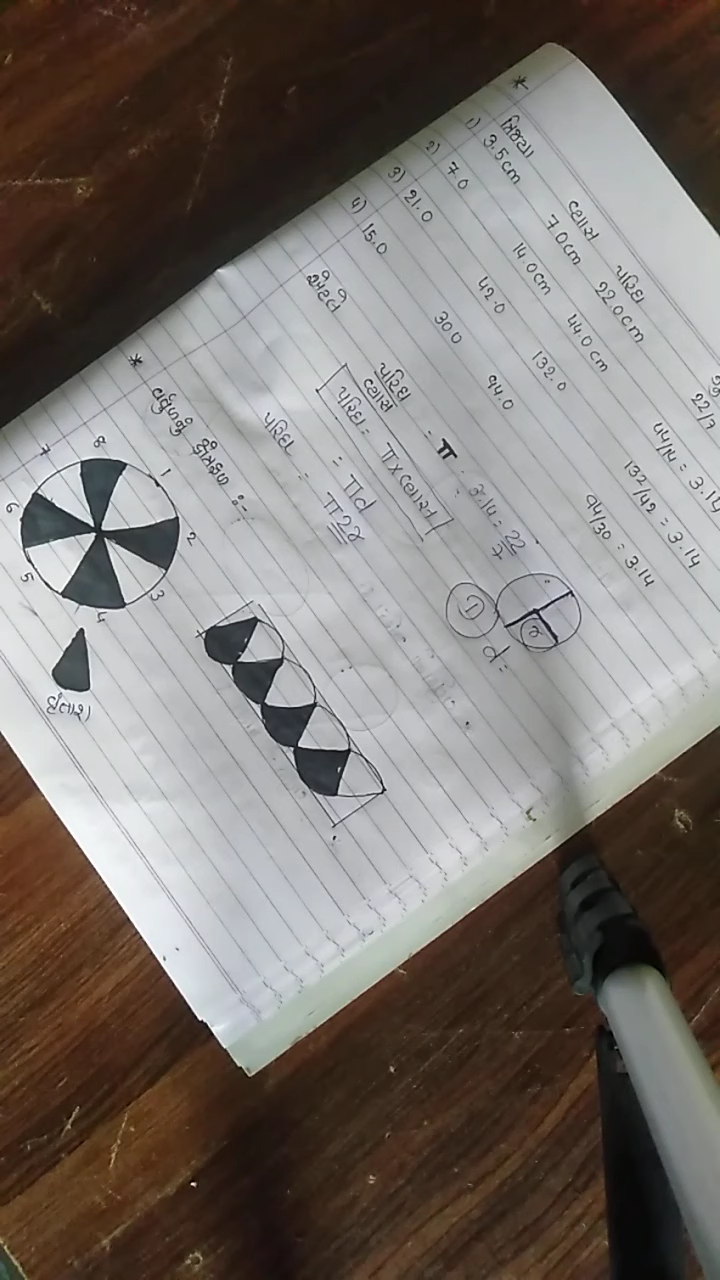 * ત્રિજ્યા વ્યાસ પરિઘ
1) 3.5cm 7.0cm 22.0cm 22/7
2) 7.0 14.0cm 44.0cm 44/14 = 3.14
3) 21.0 42.0 132.0 132/42 = 3.14
4) 15.0 30.0 94.0 94/30 = 3.14
એટલે પરિઘ / વ્યાસ = π = 3.14 = 22/7
પરિઘ = π × વ્યાસ
= πd
પરિઘ = π2r
d =
* વર્તુળનું ક્ષેત્રફળ :-
1
2
3
4
5
6
7
8